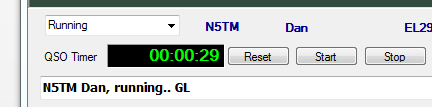 Running N5TM Dan EL29
QSO Timer 00:00:29 Reset Start Stop
N5TM Dan, running.. GL